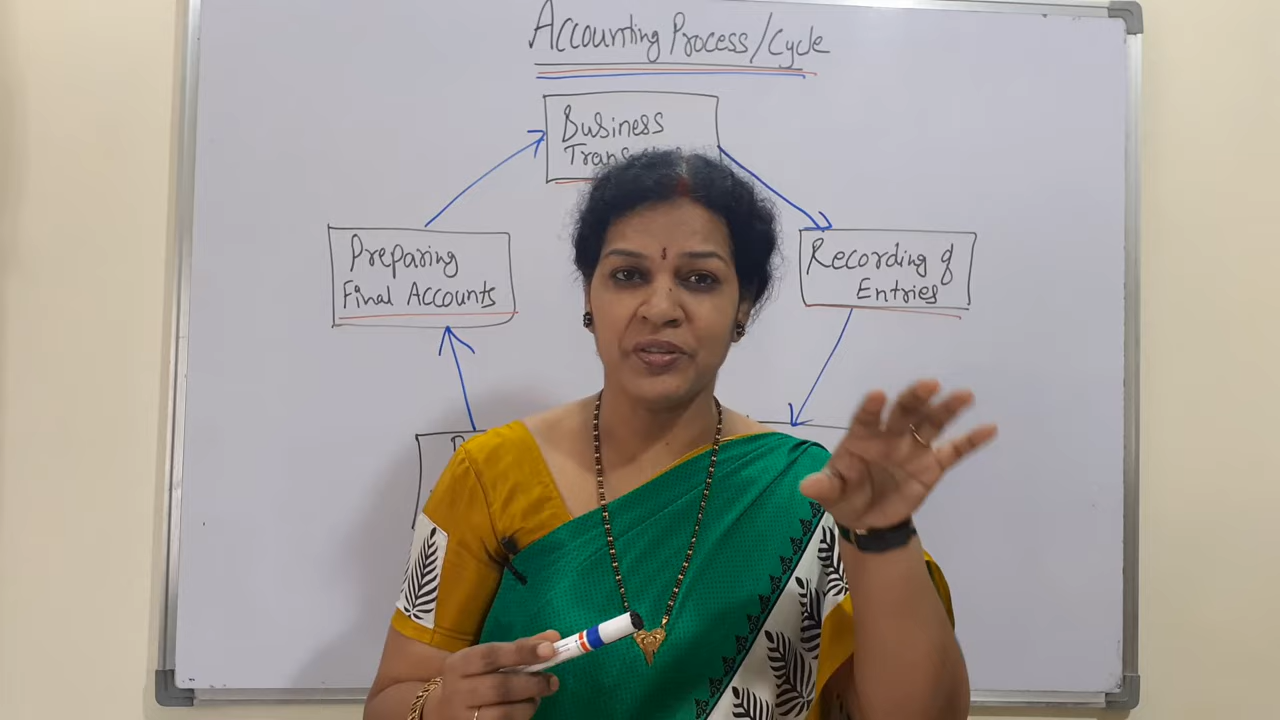 Accounting Process/Cycle
Business
Recording of
Entries
Preparing
Final Accounts